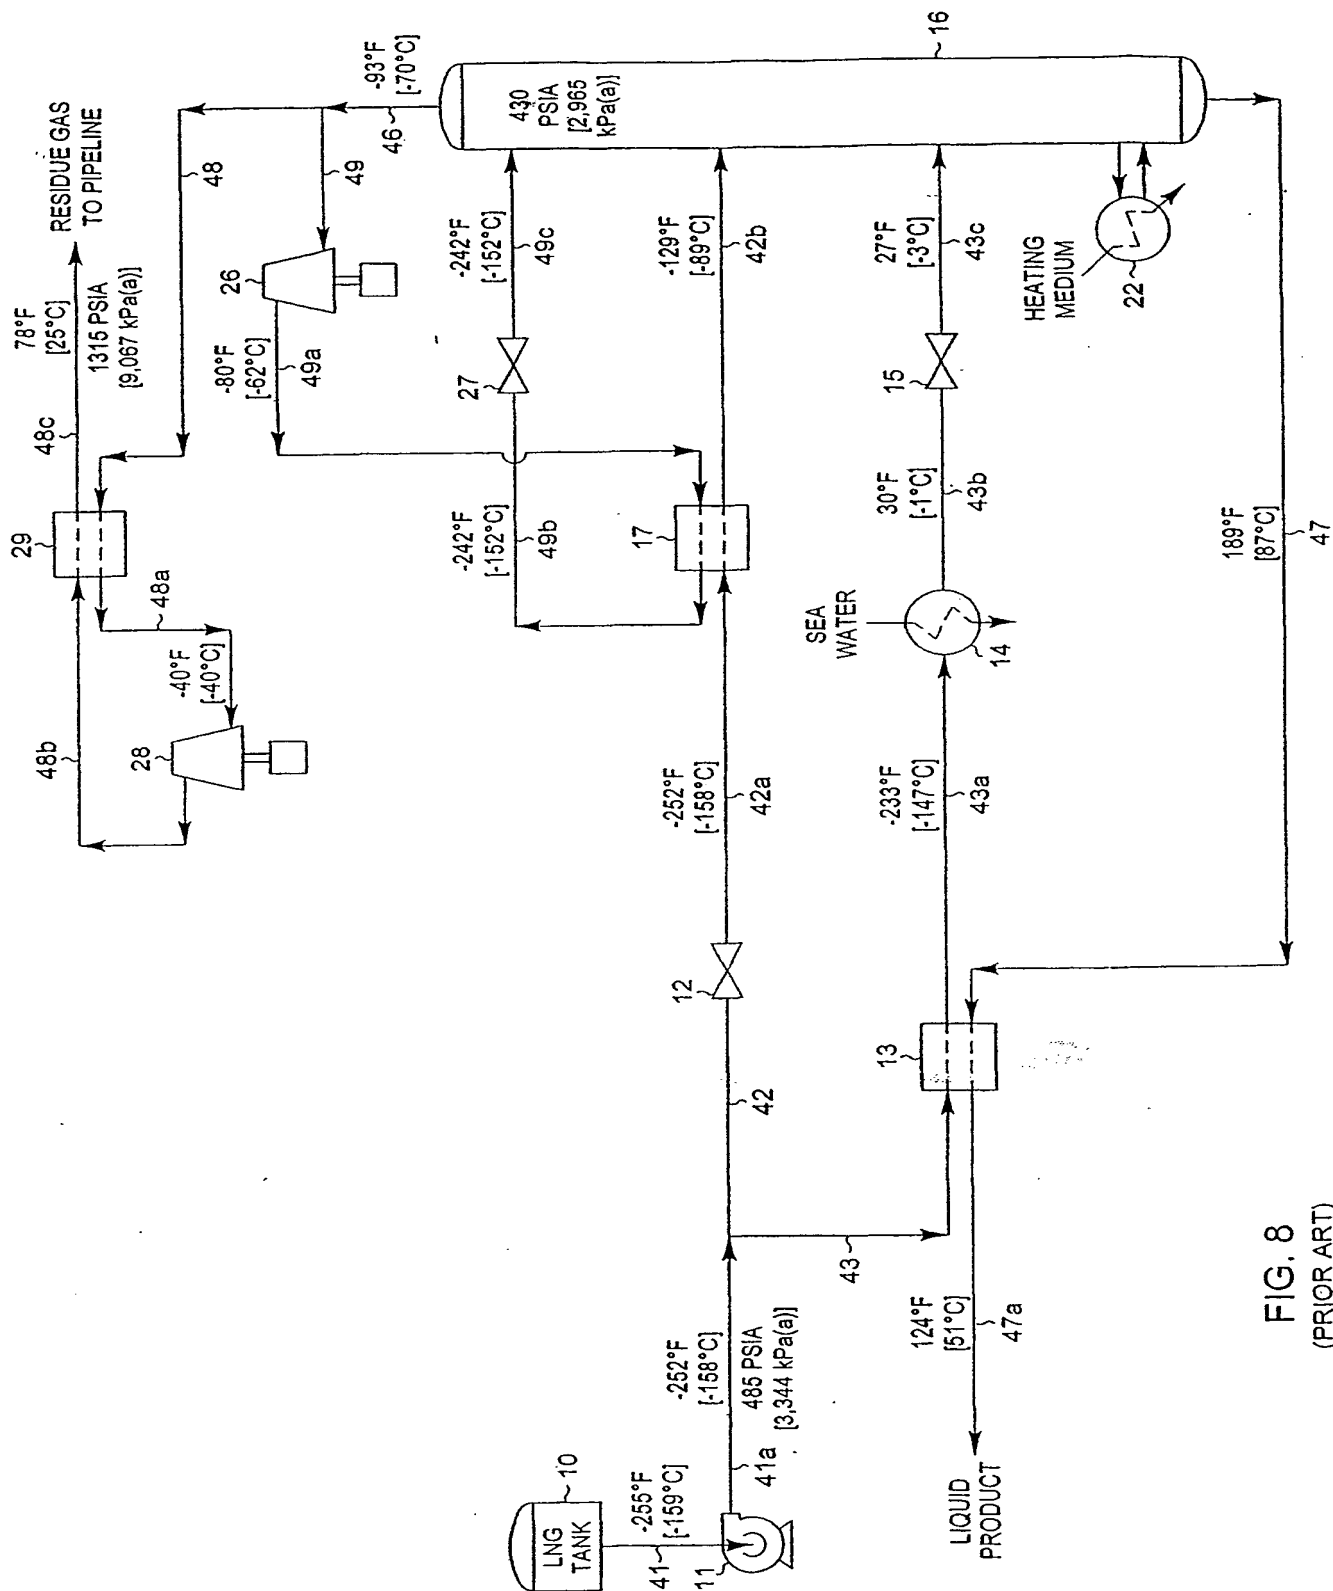 RESIDUE GAS
TO PIPELINE
78°F
[25°C]
1315 PSIA
[9,067 kPa(a)]
48c
29
48a
-40°F
[-40°C]
48b
28
48
-93°F
[-70°C]
46
49
26
-80°F
[-62°C]
49a
430
PSIA
[2,965
kPa(a)]
16
-242°F
[-152°C]
49c
27
-242°F
[-152°C]
49b
-129°F
[-89°C]
42b
17
-252°F
[-158°C]
42a
12
42
27°F
[-3°C]
43c
15
30°F
[-1°C]
43b
SEA
WATER
14
-233°F
[-147°C]
43a
13
43
HEATING
MEDIUM
22
189°F
[87°C]
47
124°F
[51°C]
47a
LIQUID
PRODUCT
-252°F
[-158°C]
485 PSIA
[3,344 kPa(a)]
41a
LNG
TANK
10
-255°F
[-159°C]
41
11
FIG. 8
(PRIOR ART)